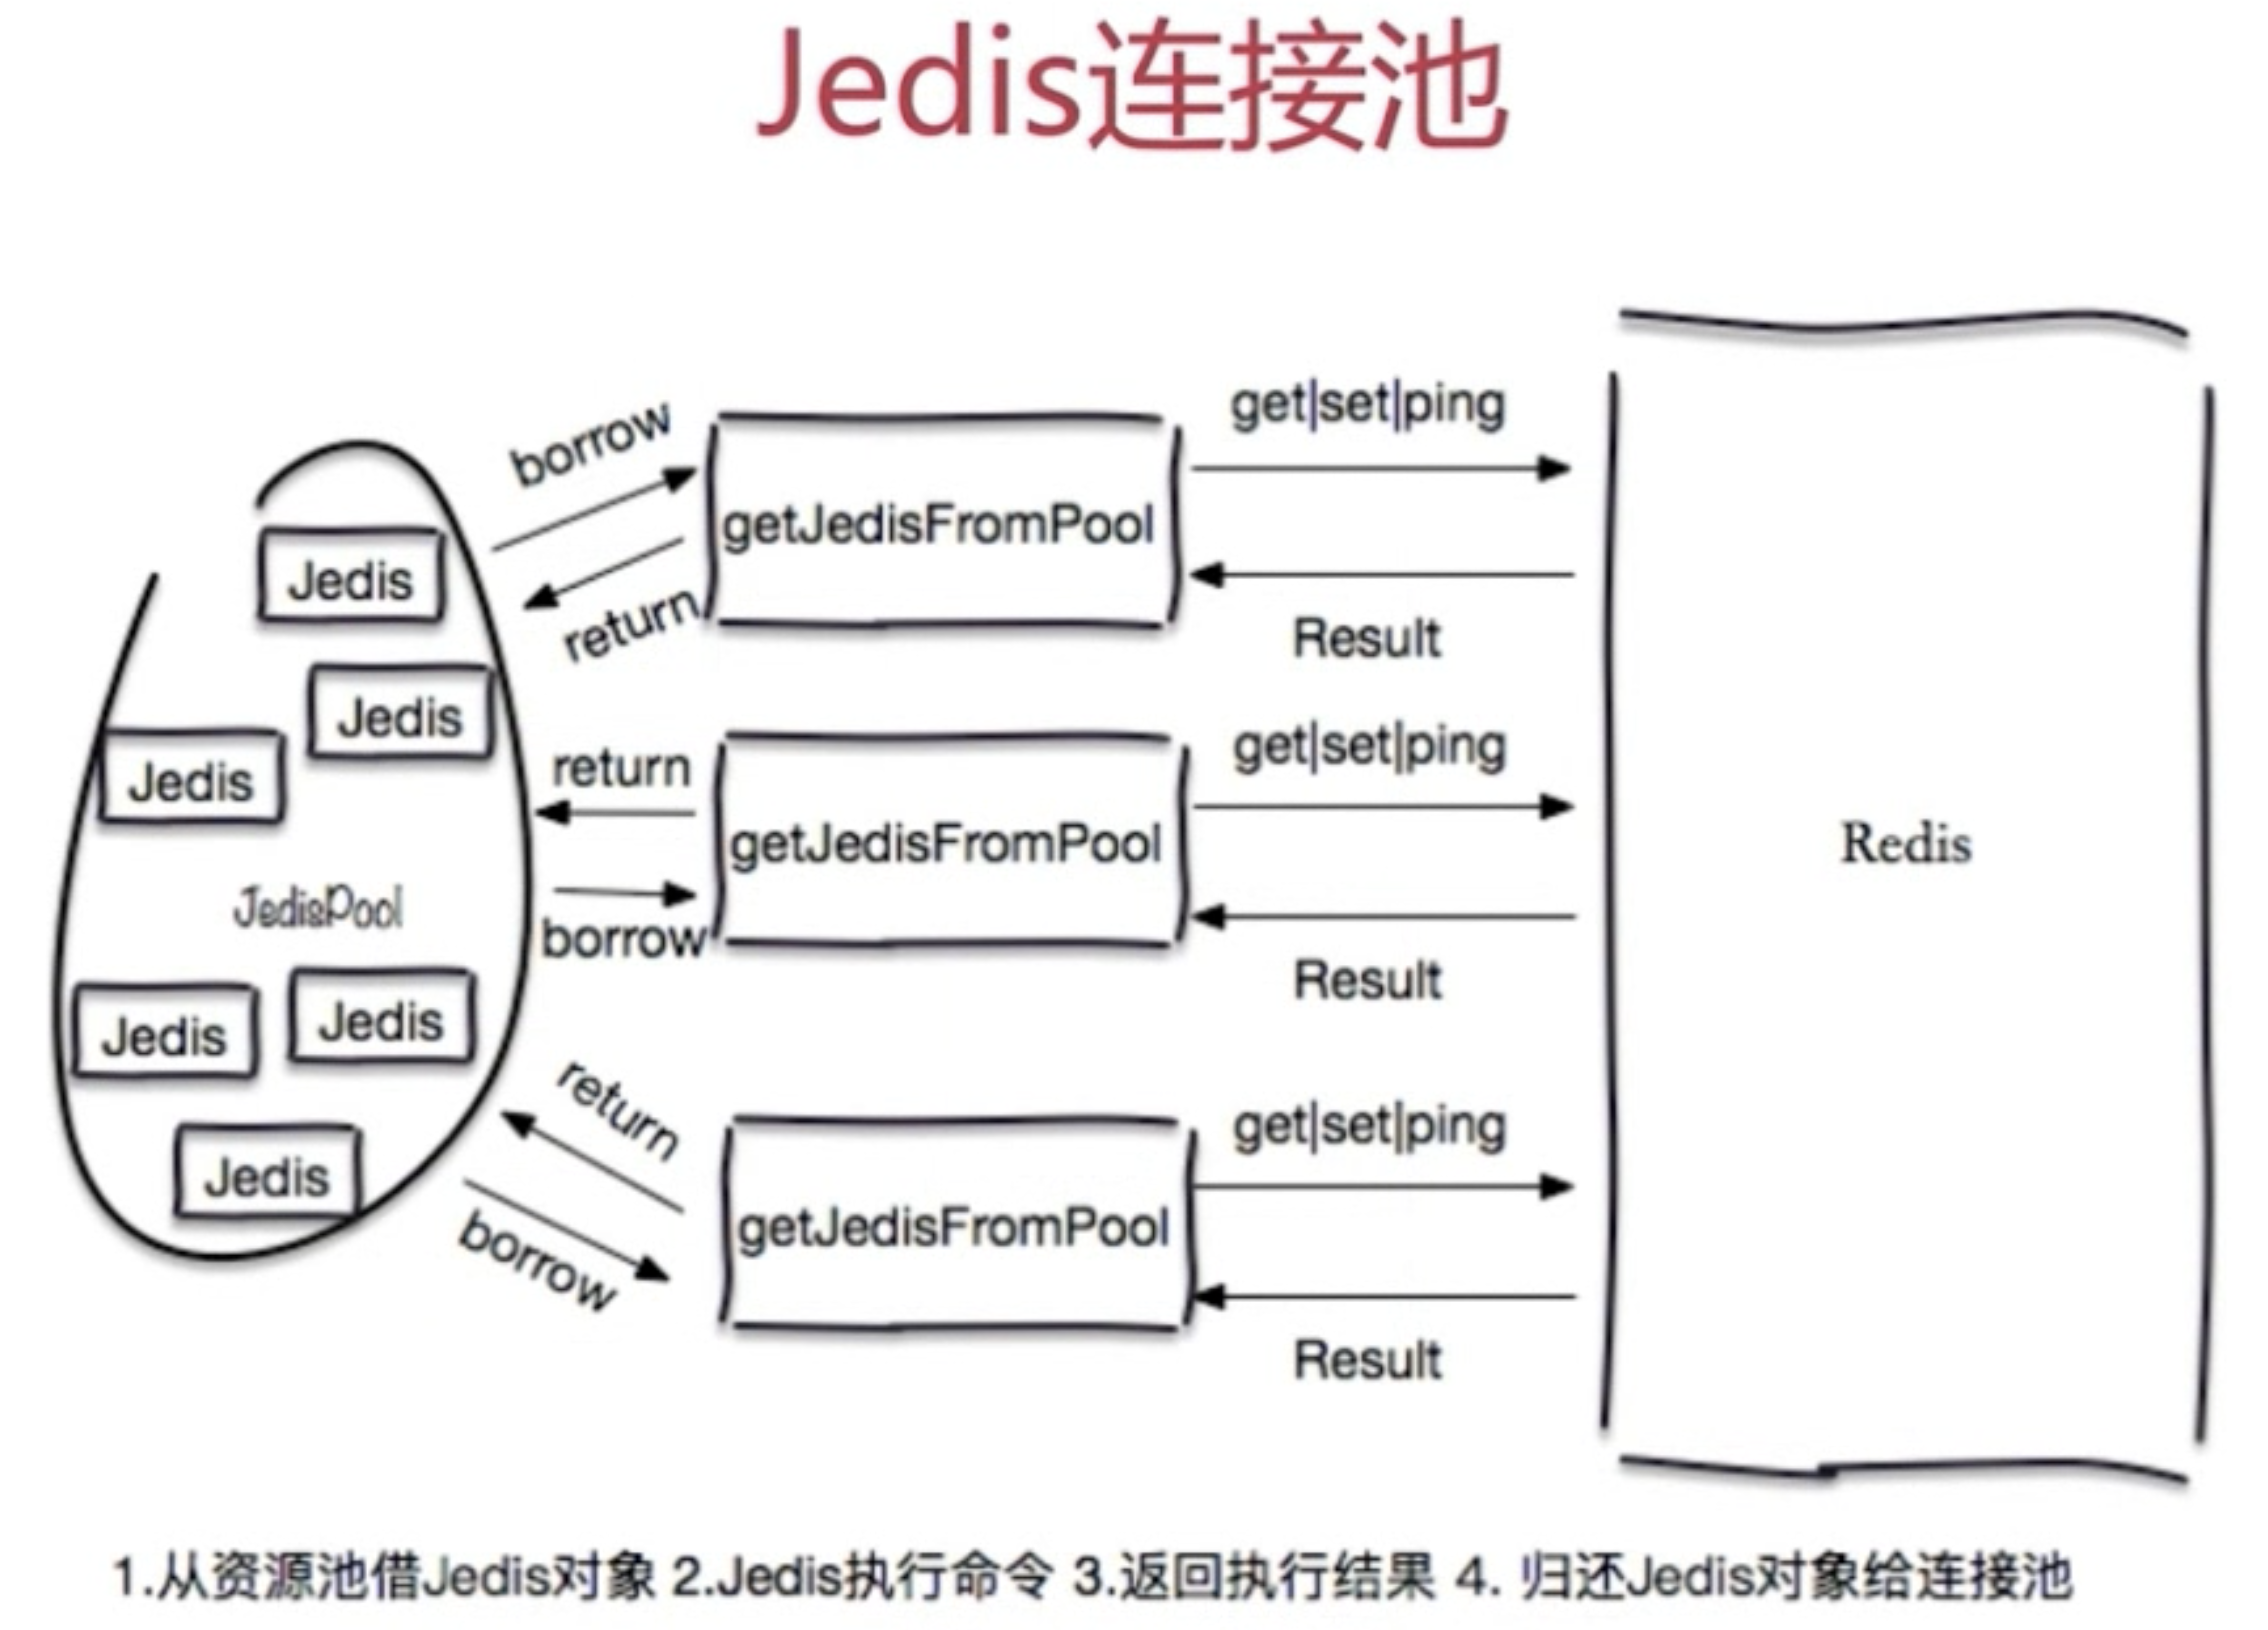 Jedis连接池
get|set|ping
borrow
getJedisFromPool
Jedis
return
Result
Jedis
get|set|ping
return
Jedis
getJedisFromPool
Redis
JedisPool
borrow
Result
Jedis
Jedis
return
get|set|ping
Jedis
getJedisFromPool
borrow
Result
1.从资源池借Jedis对象 2.Jedis执行命令 3.返回执行结果 4. 归还Jedis对象给连接池